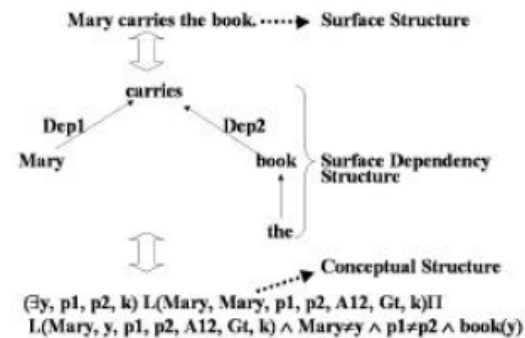 Mary carries the book. Surface Structure
carries
Dep1 Dep2
Mary book Surface Dependency
Structure
the
Conceptual Structure
(∃y, p1, p2, k) L(Mary, Mary, p1, p2, A12, Gt, k)Π
L(Mary, y, p1, p2, A12, Gt, k) ∧ Mary≠y ∧ p1≠p2 ∧ book(y)